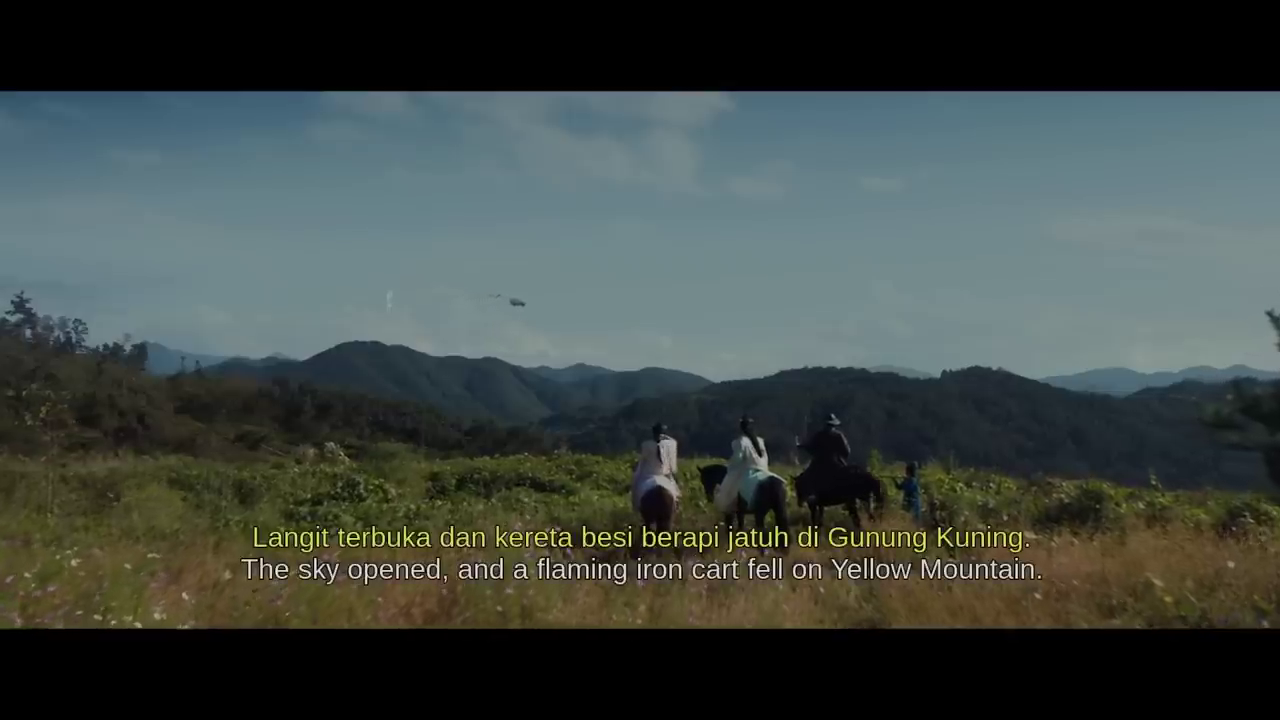 Langit terbuka dan kereta besi berapi jatuh di Gunung Kuning.
The sky opened, and a flaming iron cart fell on Yellow Mountain.